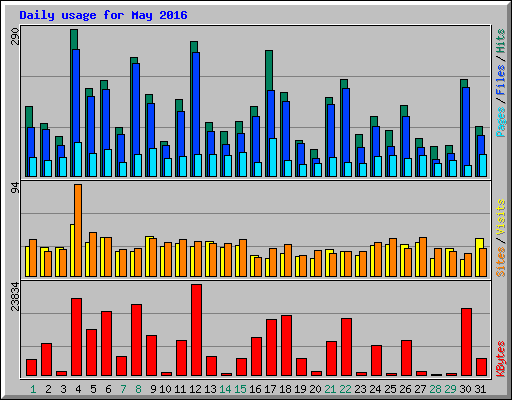 Daily usage for May 2016
290
Pages / Files / Hits
94
Sites / Visits
23834
KBytes
1 2 3 4 5 6 7 8 9 10 11 12 13 14 15 16 17 18 19 20 21 22 23 24 25 26 27 28 29 30 31